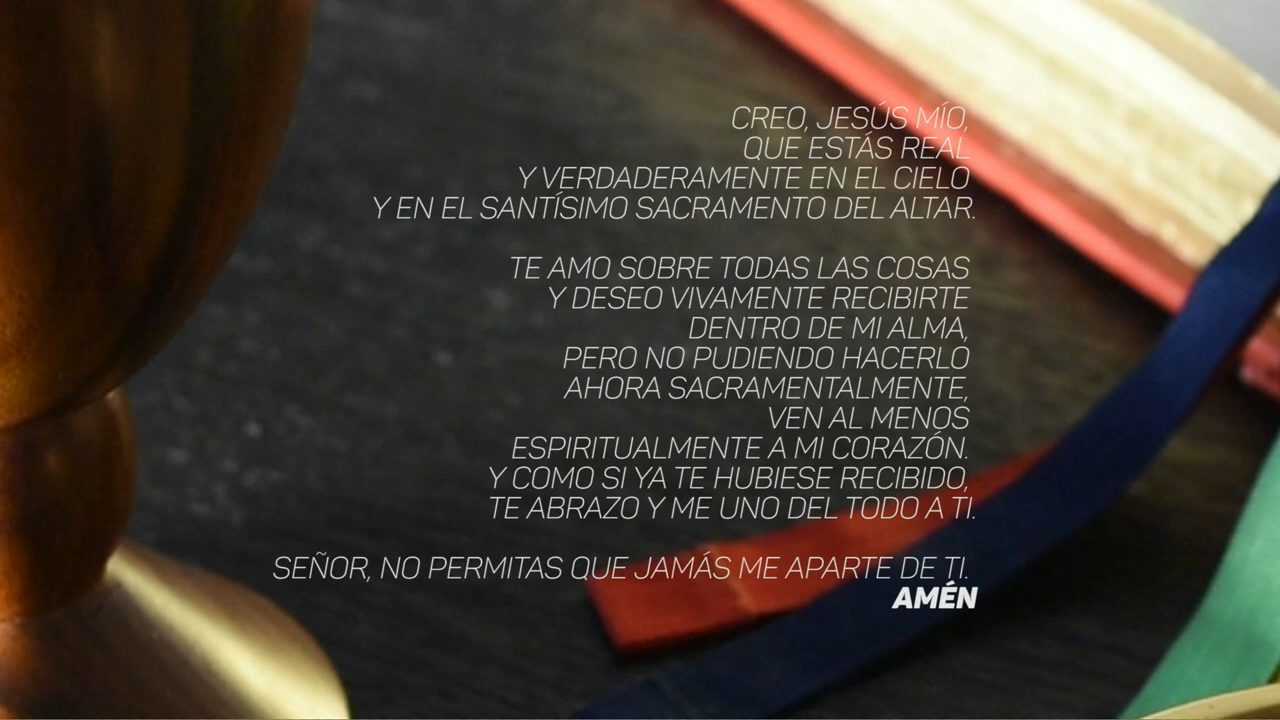 CREO, JESÚS MÍO,
QUE ESTÁS REAL
Y VERDADERAMENTE EN EL CIELO
Y EN EL SANTÍSIMO SACRAMENTO DEL ALTAR.
TE AMO SOBRE TODAS LAS COSAS
Y DESEO VIVAMENTE RECIBIRTE
DENTRO DE MI ALMA,
PERO NO PUDIENDO HACERLO
AHORA SACRAMENTALMENTE,
VEN AL MENOS
ESPIRITUALMENTE A MI CORAZÓN.
Y COMO SI YA TE HUBIESE RECIBIDO,
TE ABRAZO Y ME UNO DEL TODO A TI.
SEÑOR, NO PERMITAS QUE JAMÁS ME APARTE DE TI.
AMÉN